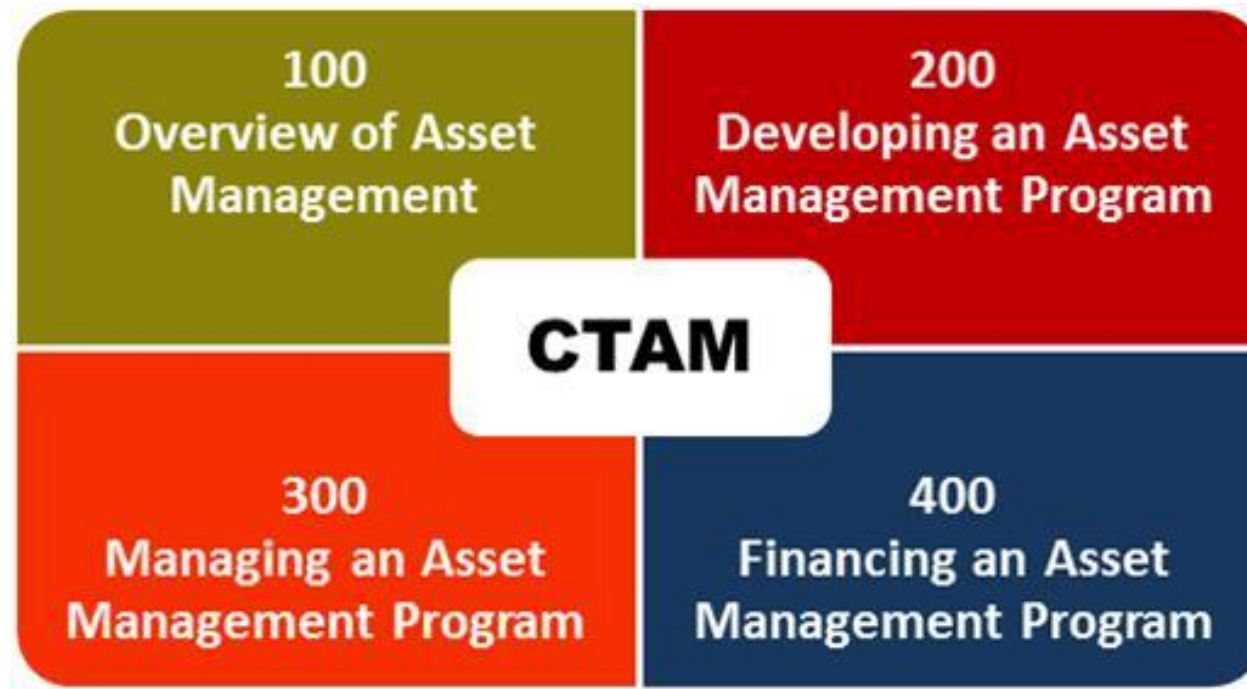 100
Overview of Asset
Management
200
Developing an Asset
Management Program
CTAM
300
Managing an Asset
Management Program
400
Financing an Asset
Management Program